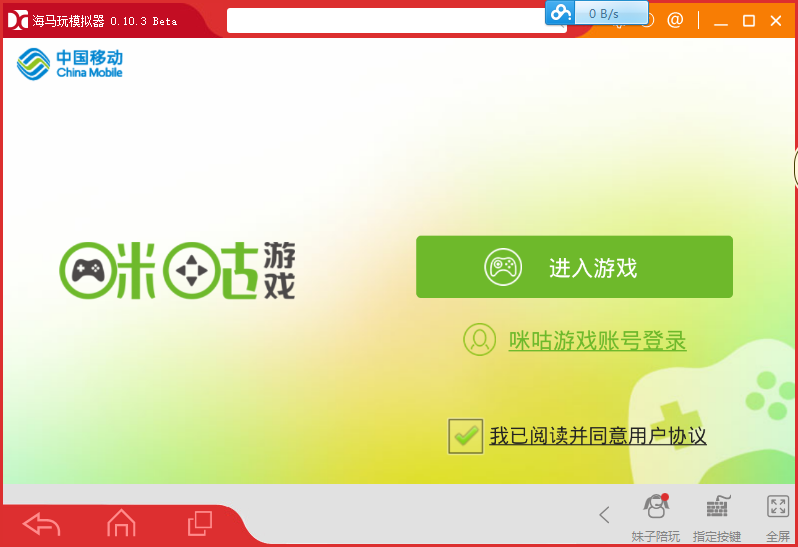 海马玩模拟器 0.10.3 Beta
0 B/s
@
中国移动
China Mobile
咪咕游戏
进入游戏
咪咕游戏账号登录
我已阅读并同意用户协议
妹子陪玩
指定按键
全屏